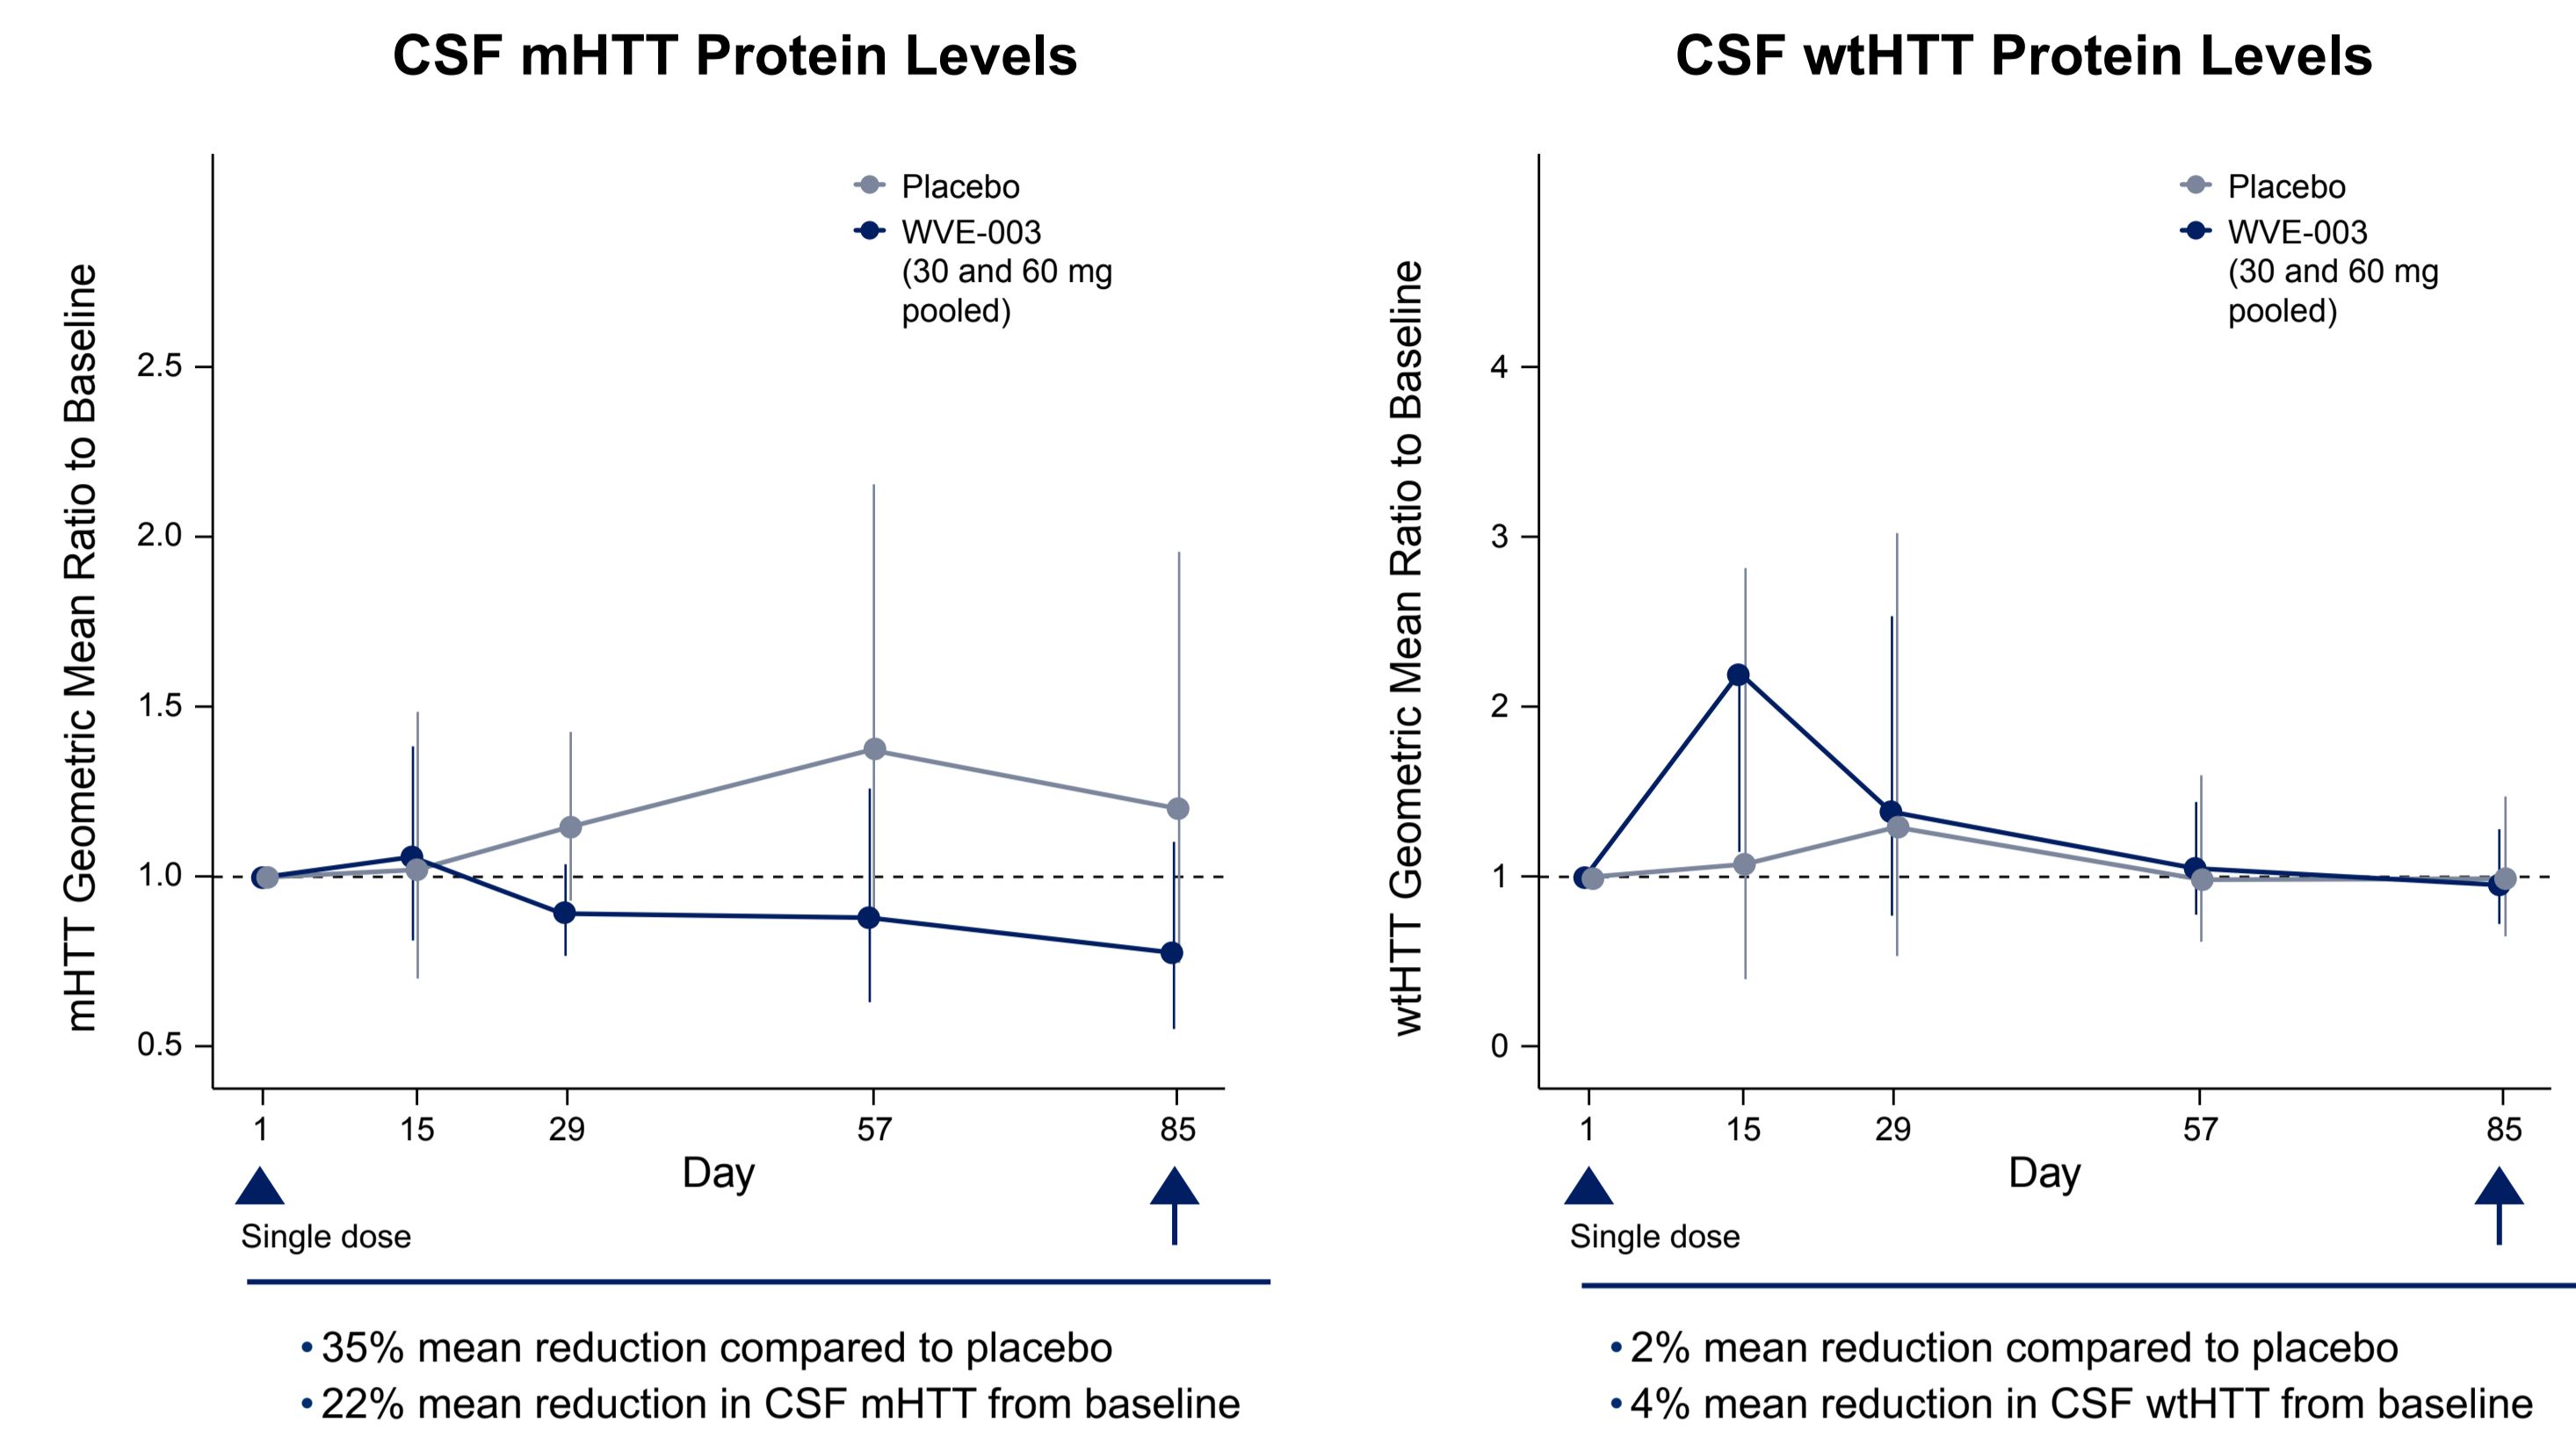 CSF mHTT Protein Levels
mHTT Geometric Mean Ratio to Baseline
Placebo
WVE-003
(30 and 60 mg
pooled)
2.5
2.0
1.5
1.0
0.5
1 15 29 57 85
Day
Single dose
•35% mean reduction compared to placebo
•22% mean reduction in CSF mHTT from baseline
CSF wtHTT Protein Levels
wtHTT Geometric Mean Ratio to Baseline
Placebo
WVE-003
(30 and 60 mg
pooled)
4
3
2
1
0
1 15 29 57 85
Day
Single dose
•2% mean reduction compared to placebo
•4% mean reduction in CSF wtHTT from baseline